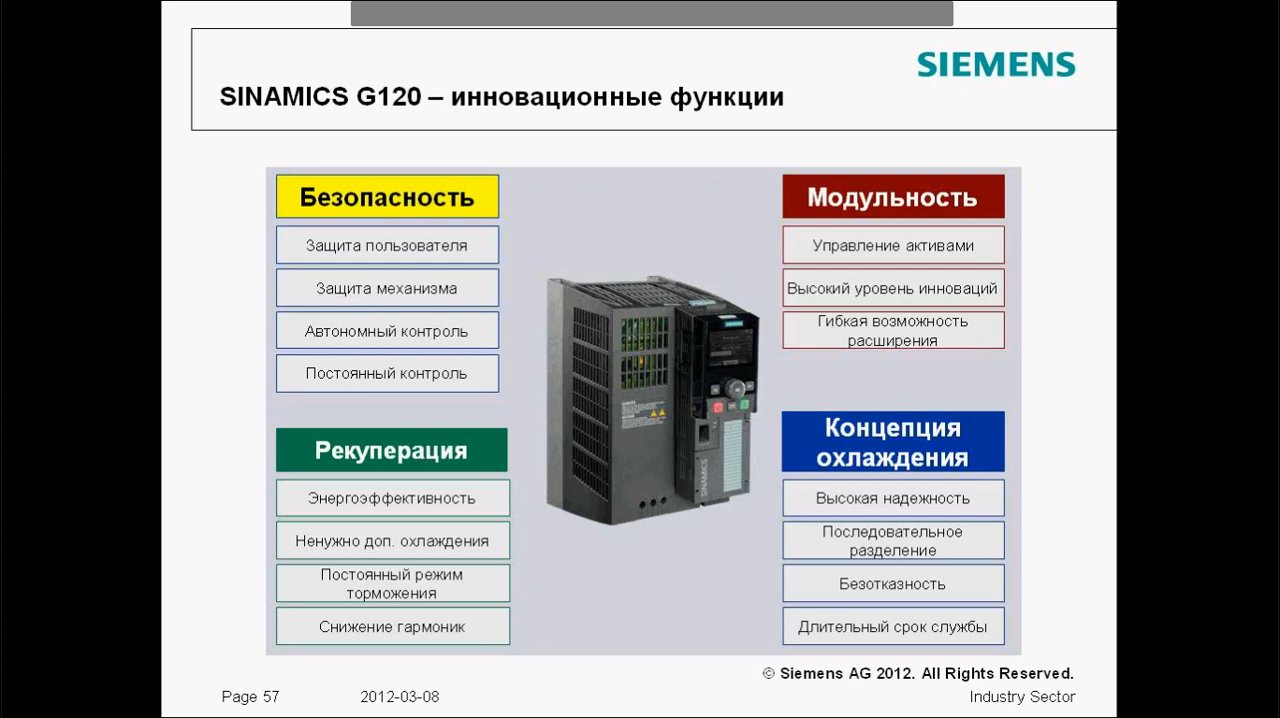 SIEMENS
SINAMICS G120 – инновационные функции
Безопасность
Защита пользователя
Защита механизма
Автономный контроль
Постоянный контроль
Рекуперация
Энергоэффективность
Ненужно доп. охлаждения
Постоянный режим
торможения
Снижение гармоник
SINAMICS
Модульность
Управление активами
Высокий уровень инноваций
Гибкая возможность
расширения
Концепция
охлаждения
Высокая надежность
Последовательное
разделение
Безотказность
Длительный срок службы
© Siemens AG 2012. All Rights Reserved.
Page 57
2012-03-08
Industry Sector